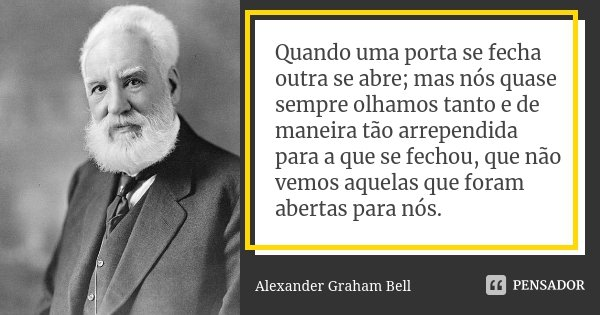 Quando uma porta se fecha
outra se abre; mas nós quase
sempre olhamos tanto e de
maneira tão arrependida
para a que se fechou, que não
vemos aquelas que foram
abertas para nós.
Alexander Graham Bell
PENSADOR